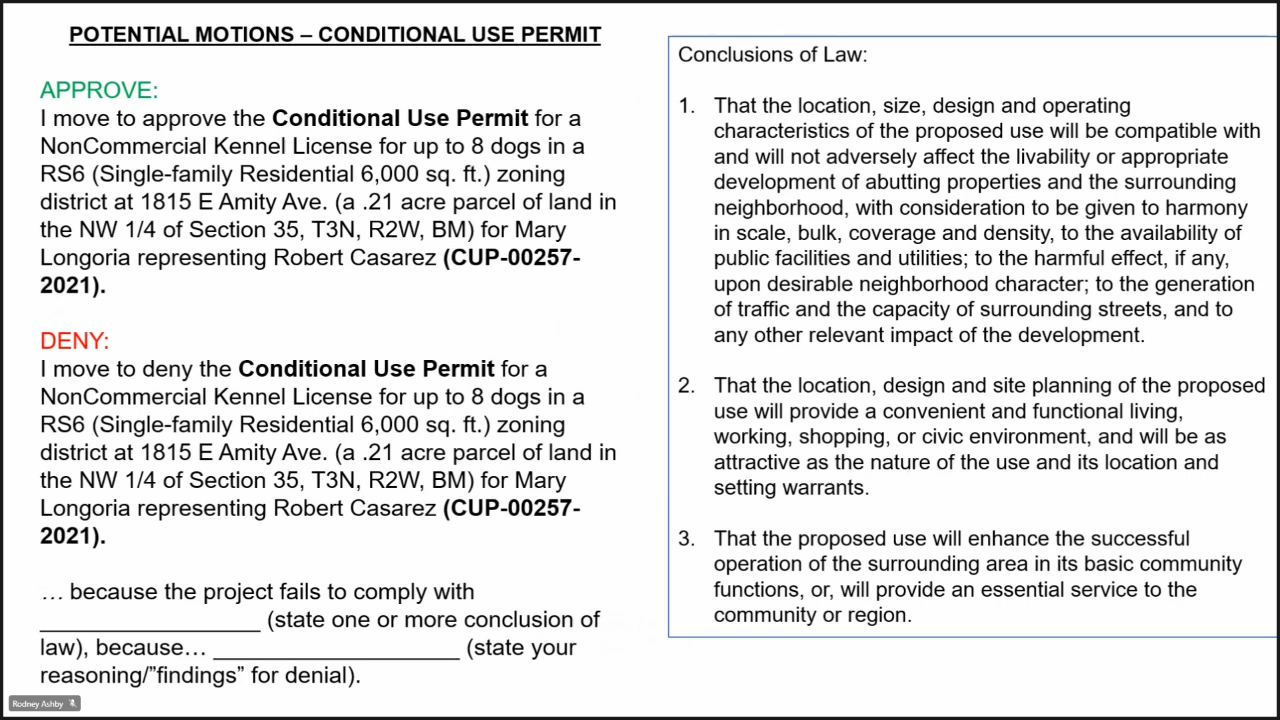 POTENTIAL MOTIONS – CONDITIONAL USE PERMIT
APPROVE:
I move to approve the Conditional Use Permit for a
NonCommercial Kennel License for up to 8 dogs in a
RS6 (Single-family Residential 6,000 sq. ft.) zoning
district at 1815 E Amity Ave. (a .21 acre parcel of land in
the NW 1/4 of Section 35, T3N, R2W, BM) for Mary
Longoria representing Robert Casarez (CUP-00257-
2021).
DENY:
I move to deny the Conditional Use Permit for a
NonCommercial Kennel License for up to 8 dogs in a
RS6 (Single-family Residential 6,000 sq. ft.) zoning
district at 1815 E Amity Ave. (a .21 acre parcel of land in
the NW 1/4 of Section 35, T3N, R2W, BM) for Mary
Longoria representing Robert Casarez (CUP-00257-
2021).
… because the project fails to comply with
___________________ (state one or more conclusion of
law), because… _____________________ (state your
reasoning/”findings” for denial).
Conclusions of Law:
1. That the location, size, design and operating
characteristics of the proposed use will be compatible with
and will not adversely affect the livability or appropriate
development of abutting properties and the surrounding
neighborhood, with consideration to be given to harmony
in scale, bulk, coverage and density, to the availability of
public facilities and utilities; to the harmful effect, if any,
upon desirable neighborhood character; to the generation
of traffic and the capacity of surrounding streets, and to
any other relevant impact of the development.
2. That the location, design and site planning of the proposed
use will provide a convenient and functional living,
working, shopping, or civic environment, and will be as
attractive as the nature of the use and its location and
setting warrants.
3. That the proposed use will enhance the successful
operation of the surrounding area in its basic community
functions, or, will provide an essential service to the
community or region.
Rodney Ashby